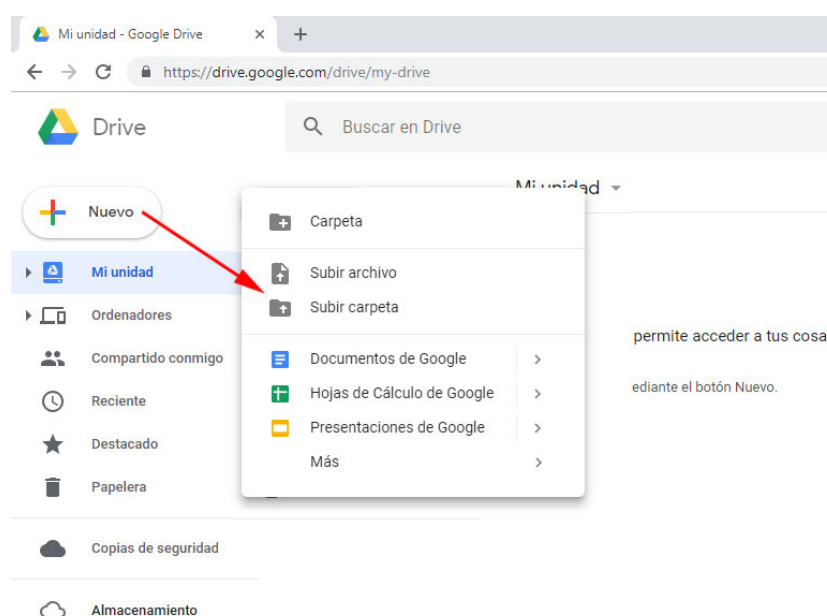 Mi unidad - Google Drive
https://drive.google.com/drive/my-drive
Drive
Buscar en Drive
Mi unidad
Nuevo
Carpeta
Subir archivo
Subir carpeta
Documentos de Google
Hojas de Cálculo de Google
Presentaciones de Google
Más
Mi unidad
Ordenadores
Compartido conmigo
Reciente
Destacado
Papelera
Copias de seguridad
Almacenamiento
permite acceder a tus cosa
ediante el botón Nuevo.